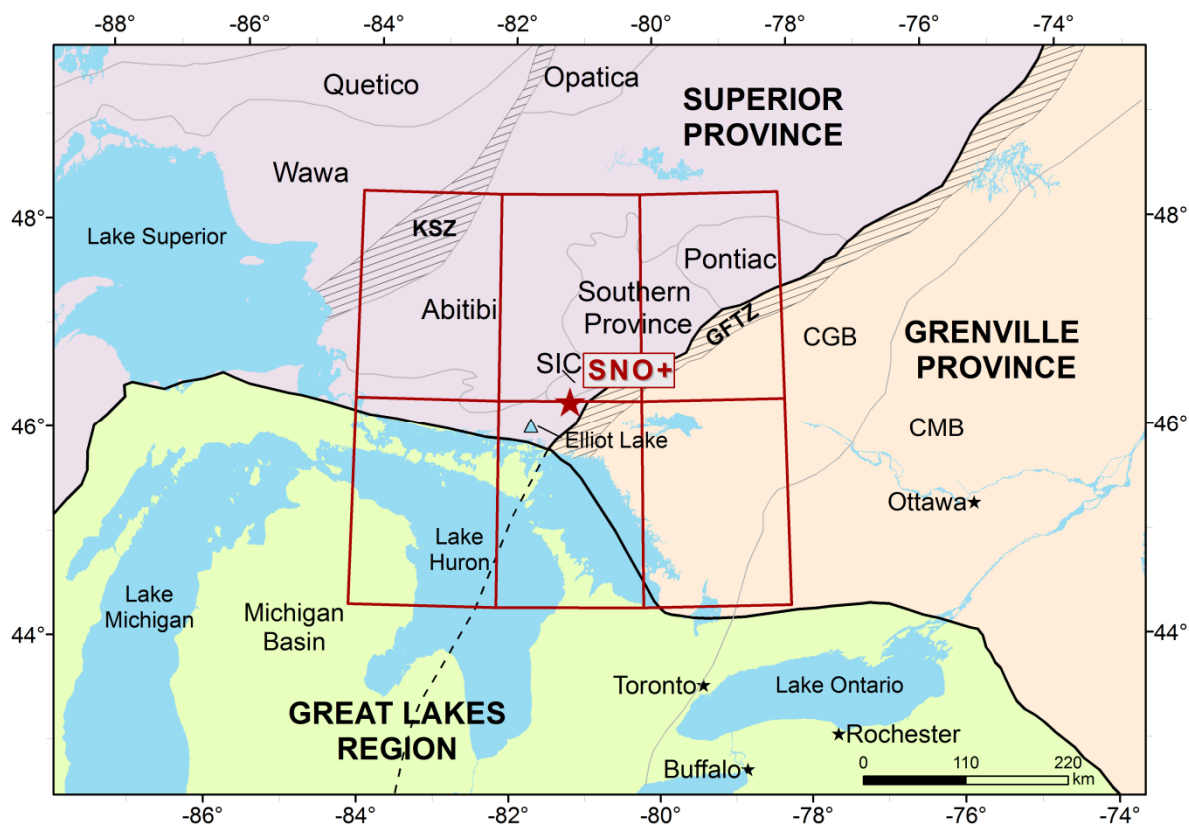 -88° -86° -84° -82° -80° -78° -76° -74°
Quetico
Opatica
SUPERIOR
PROVINCE
Wawa
48°
48°
KSZ
Lake Superior
Pontiac
Abitibi
Southern
Province
GFTZ
CGB
GRENVILLE
PROVINCE
SIC
SNO+
46°
46°
Elliot Lake
CMB
Ottawa
Lake
Huron
Lake
Michigan
Michigan
Basin
44°
44°
Toronto
Lake Ontario
GREAT LAKES
REGION
Rochester
Buffalo
0 110 220
km
-86° -84° -82° -80° -78° -76° -74°